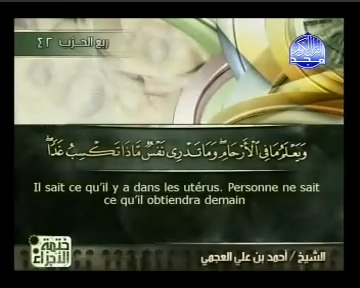 ربع الحزب ٤٢
المجد
وَيَعْلَمُ مَا فِي الْأَرْحَامِ ۖ وَمَا تَدْرِي نَفْسٌ مَّاذَا تَكْسِبُ غَدًا ۖ
Il sait ce qu'il y a dans les utérus. Personne ne sait
ce qu'il obtiendra demain
ختمة
الأجزاء
الشيخ / أحمد بن علي العجمي